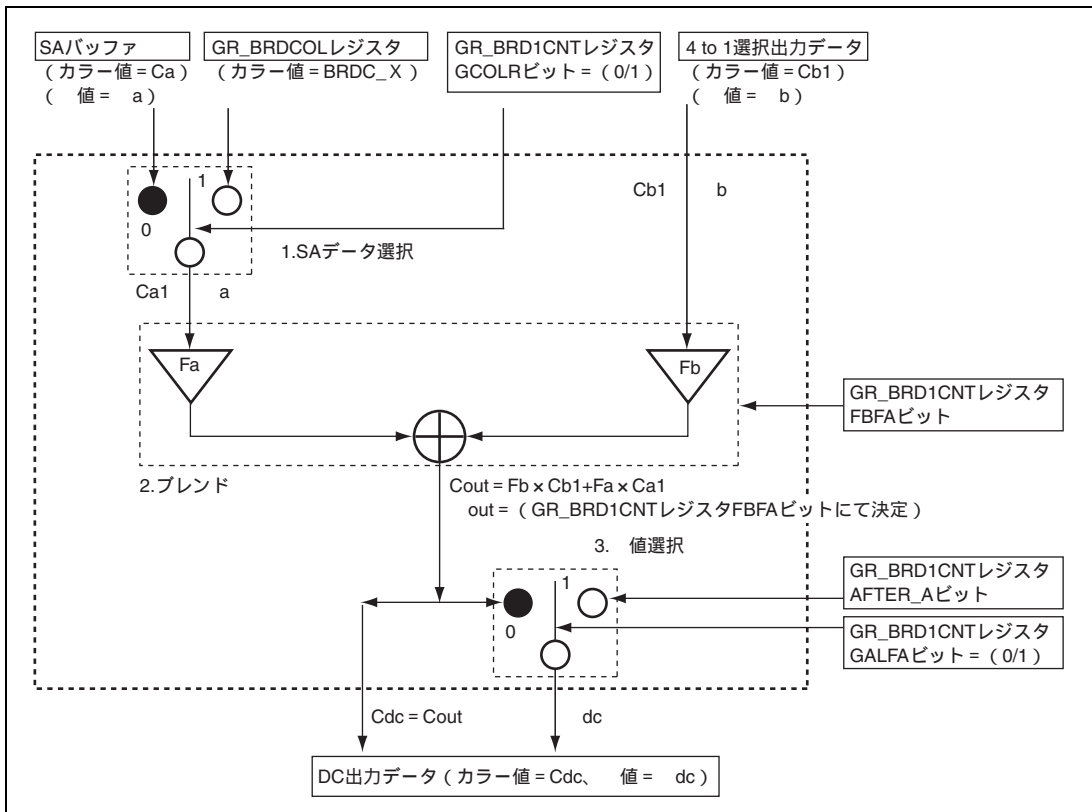 SAバッファ
(カラー値=Ca)
( 値= a)
GR_BRDCOLレジスタ
(カラー値=BRDC_X)
GR_BRD1CNTレジスタ
GCOLRビット=(0/1)
4 to 1選択出力データ
(カラー値=Cb1)
( 値= b)
1
0
Cb1 b
1.SAデータ選択
Ca1 a
Fa
Fb
GR_BRD1CNTレジスタ
FBFAビット
2.ブレンド
Cout=Fb×Cb1+Fa×Ca1
out=(GR_BRD1CNTレジスタFBFAビットにて決定)
3. 値選択
1
0
GR_BRD1CNTレジスタ
AFTER_Aビット
GR_BRD1CNTレジスタ
GALFAビット=(0/1)
Cdc=Cout
dc
DC出力データ(カラー値=Cdc、 値= dc)